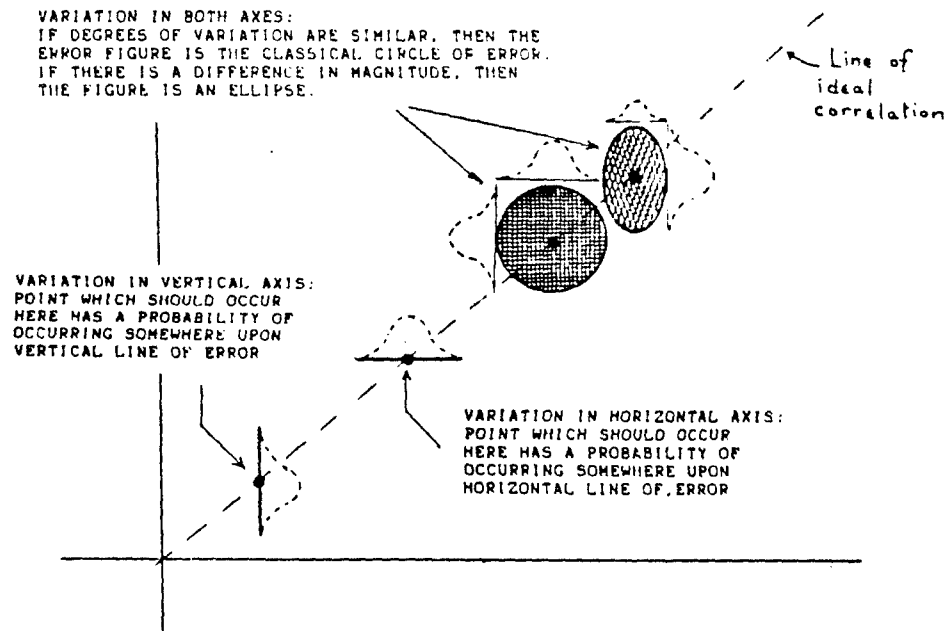 VARIATION IN BOTH AXES:
IF DEGREES OF VARIATION ARE SIMILAR, THEN THE
ERROR FIGURE IS THE CLASSICAL CIRCLE OF ERROR.
IF THERE IS A DIFFERENCE IN MAGNITUDE, THEN
THE FIGURE IS AN ELLIPSE.
Line of
ideal
correlation
VARIATION IN VERTICAL AXIS:
POINT WHICH SHOULD OCCUR
HERE HAS A PROBABILITY OF
OCCURRING SOMEWHERE UPON
VERTICAL LINE OF ERROR
VARIATION IN HORIZONTAL AXIS:
POINT WHICH SHOULD OCCUR
HERE HAS A PROBABILITY OF
OCCURRING SOMEWHERE UPON
HORIZONTAL LINE OF ERROR